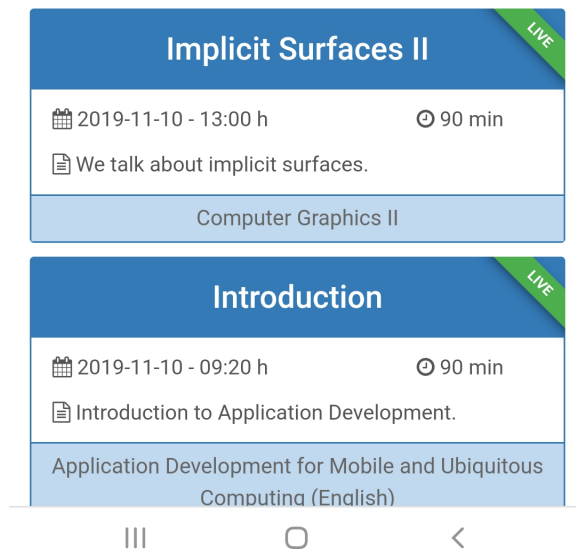 Implicit Surfaces II
LIVE
2019-11-10 - 13:00 h
90 min
We talk about implicit surfaces.
Computer Graphics II
Introduction
LIVE
2019-11-10 - 09:20 h
90 min
Introduction to Application Development.
Application Development for Mobile and Ubiquitous
Computing (English)